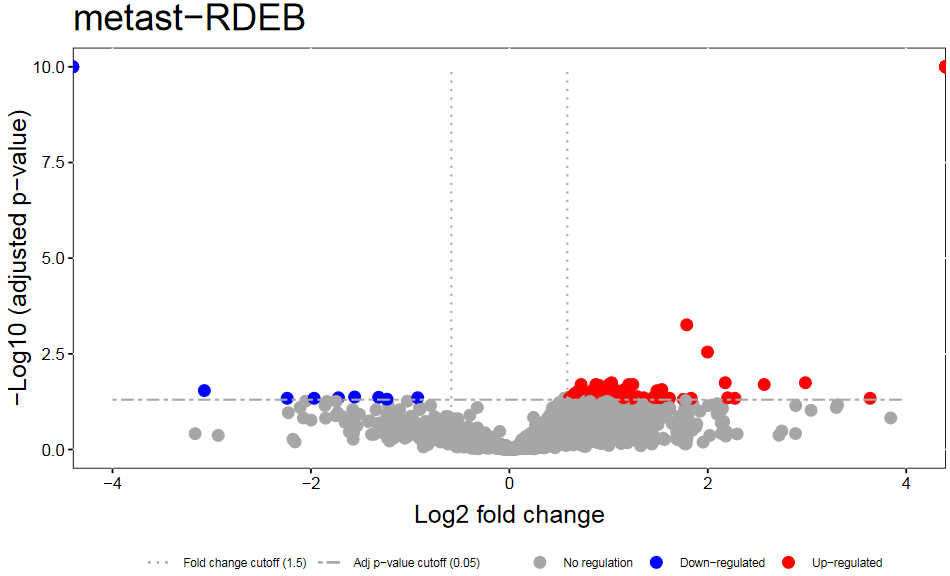 metast−RDEB
−Log10 (adjusted p−value)
10.0
7.5
5.0
2.5
0.0
−4 −2 0 2 4
Log2 fold change
Fold change cutoff (1.5) Adj p−value cutoff (0.05) No regulation Down−regulated Up−regulated